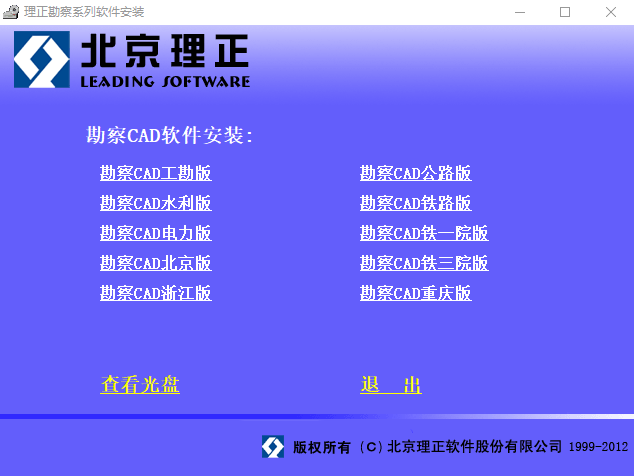 理正勘察系列软件安装
北京理正
LEADING SOFTWARE
勘察CAD软件安装:
勘察CAD工勘版 勘察CAD公路版
勘察CAD水利版 勘察CAD铁路版
勘察CAD电力版 勘察CAD铁一院版
勘察CAD北京版 勘察CAD铁三院版
勘察CAD浙江版 勘察CAD重庆版
查看光盘 退 出
版权所有 (C) 北京理正软件股份有限公司 1999-2012